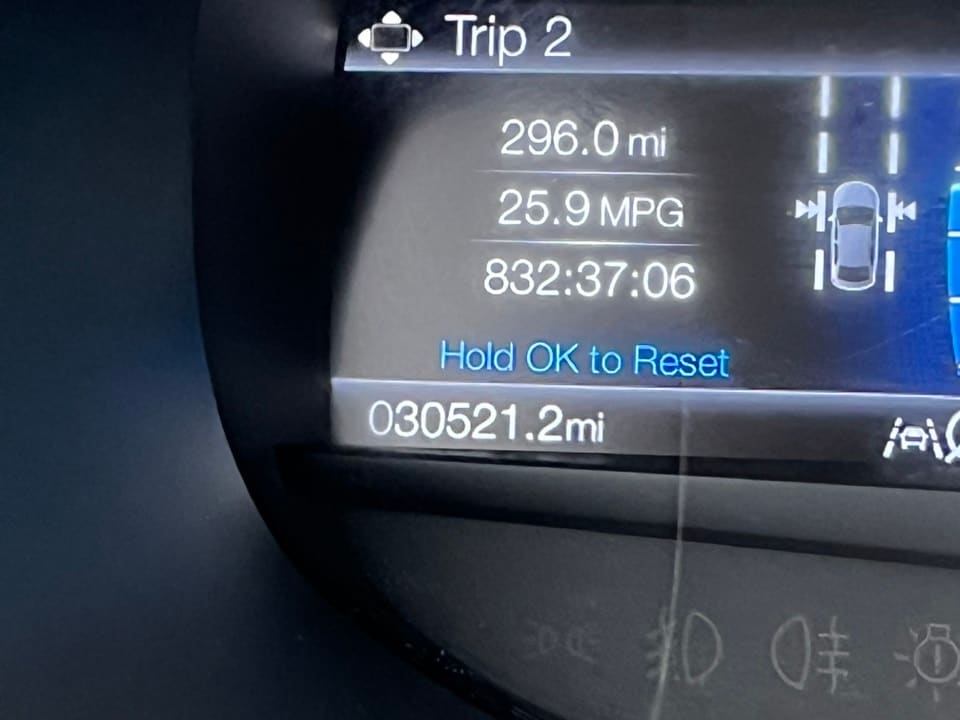 Trip 2
296.0 mi
25.9 MPG
832:37:06
Hold OK to Reset
030521.2mi